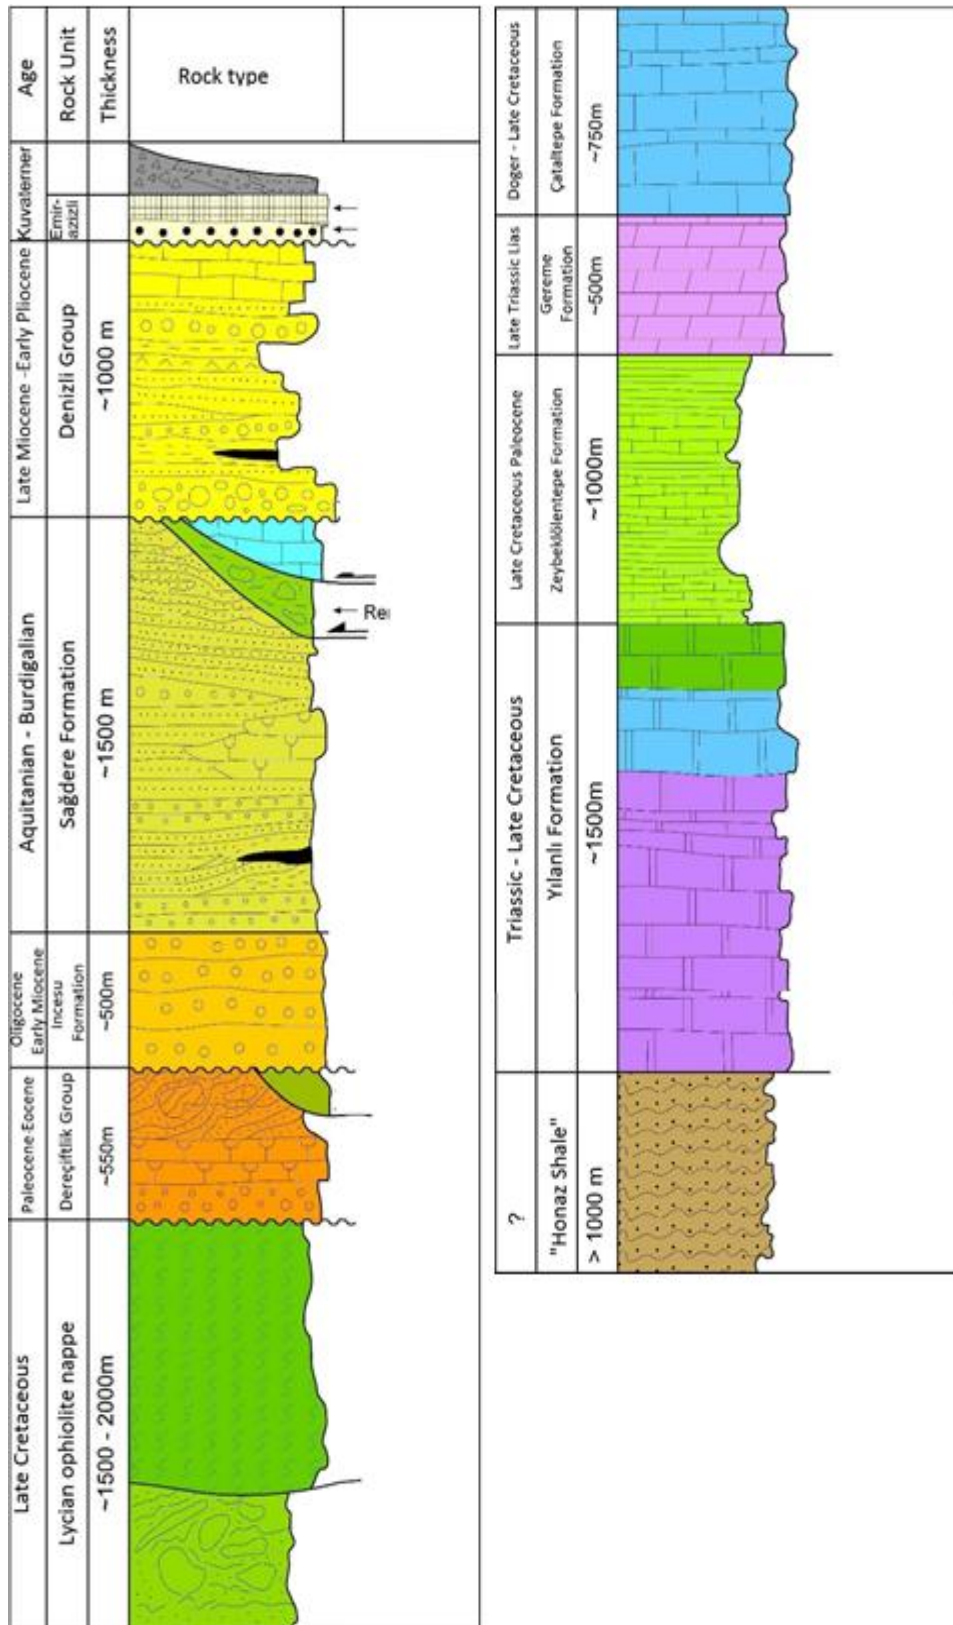 Age
Rock Unit
Thickness
Rock type
Kuvaterner
Emir-
azizli
Late Miocene -Early Pliocene
Denizli Group
~1000 m
Aquitanian - Burdigalian
Sağdere Formation
~1500 m
Oligocene
Early Miocene
Incesu
Formation
~500m
Paleocene-Eocene
Dereçiftlik Group
~550m
Late Cretaceous
Lycian ophiolite nappe
~1500 - 2000m
Doger - Late Cretaceous
Çataltepe Formation
~750m
Late Triassic Lias
Gereme
Formation
~500m
Late Cretaceous Paleocene
Zeybeklölentepe Formation
~1000m
Triassic - Late Cretaceous
Yılanlı Formation
~1500m
?
"Honaz Shale"
> 1000 m